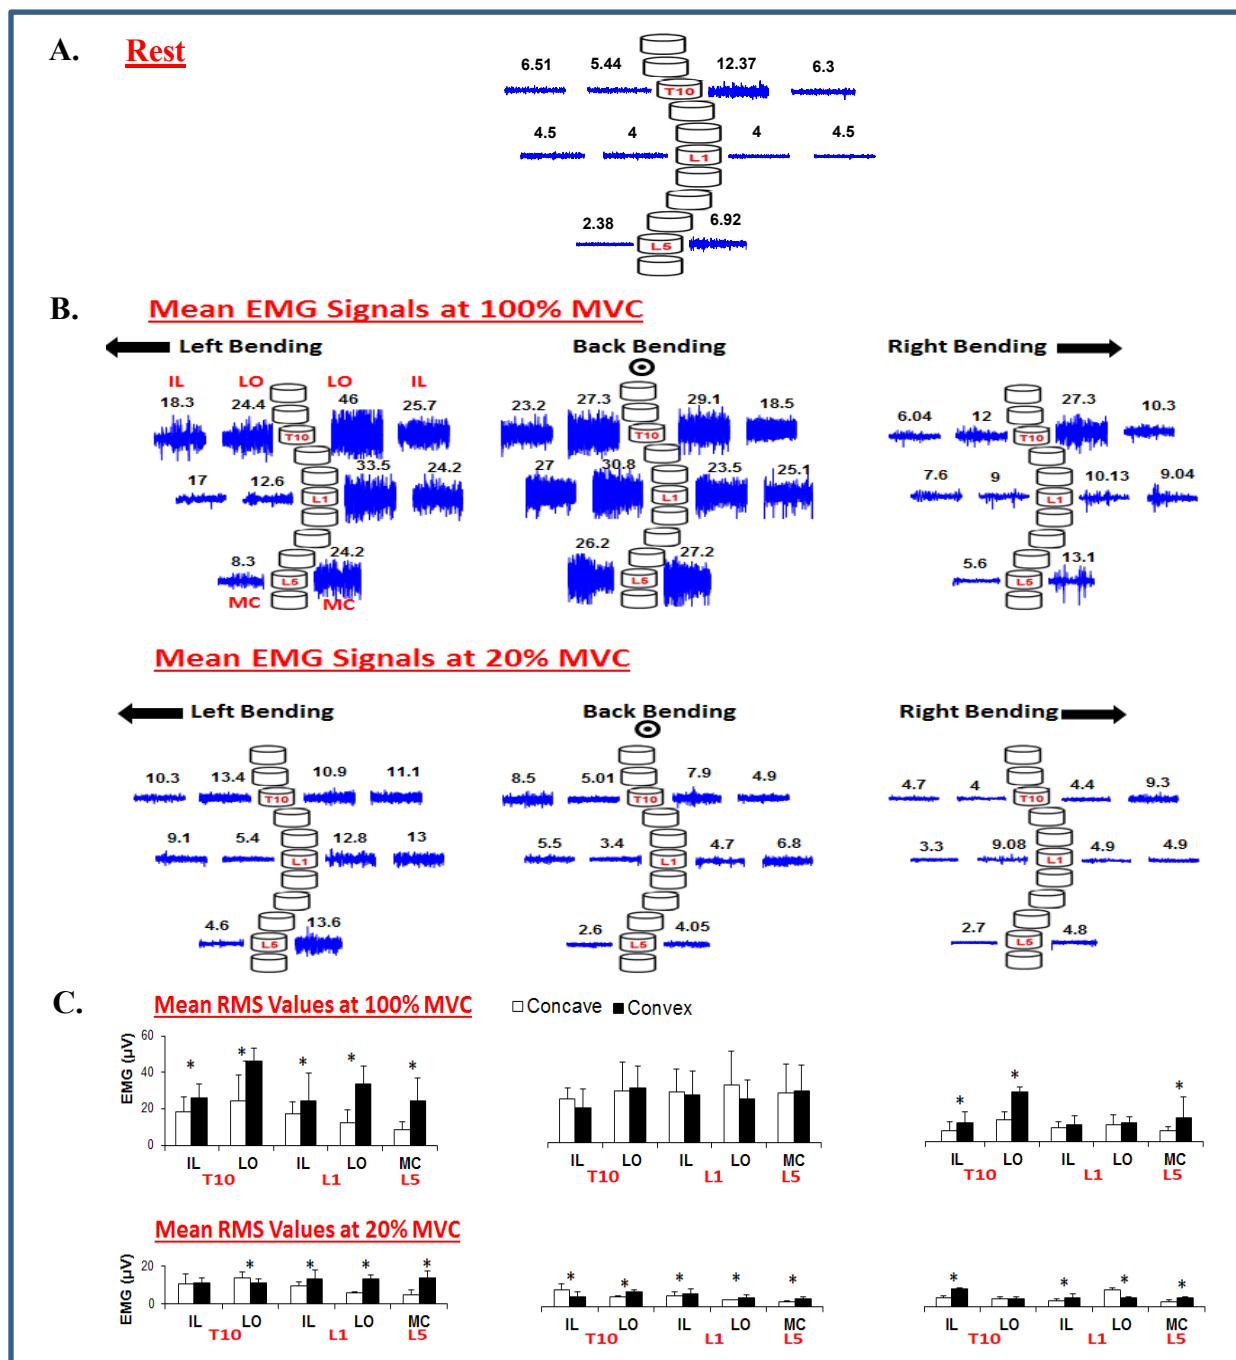 A. Rest
6.51 5.44 12.37 6.3
T10
4.5 4 4 4.5
L1
2.38 6.92
L5
B. Mean EMG Signals at 100% MVC
Left Bending Back Bending Right Bending
IL LO LO IL
18.3 24.4 46 25.7 23.2 27.3 29.1 18.5 6.04 12 27.3 10.3
T10 T10 T10
17 12.6 33.5 24.2 27 30.8 23.5 25.1 7.6 9 10.13 9.04
L1 L1 L1
8.3 24.2 26.2 27.2 5.6 13.1
L5 L5 L5
MC MC
Mean EMG Signals at 20% MVC
Left Bending Back Bending Right Bending
10.3 13.4 10.9 11.1 8.5 5.01 7.9 4.9 4.7 4 4.4 9.3
T10 T10 T10
9.1 5.4 12.8 13 5.5 3.4 4.7 6.8 3.3 9.08 4.9 4.9
L1 L1 L1
4.6 13.6 2.6 4.05 2.7 4.8
L5 L5 L5
C. Mean RMS Values at 100% MVC Concave Convex
EMG (µV)
60
40
20
0
* * * * * * * *
IL LO IL LO MC IL LO IL LO MC IL LO IL LO MC
T10 L1 L5 T10 L1 L5 T10 L1 L5
Mean RMS Values at 20% MVC
EMG (µV)
20
0
* * * * * * * * * * * * *
IL LO IL LO MC IL LO IL LO MC IL LO IL LO MC
T10 L1 L5 T10 L1 L5 T10 L1 L5